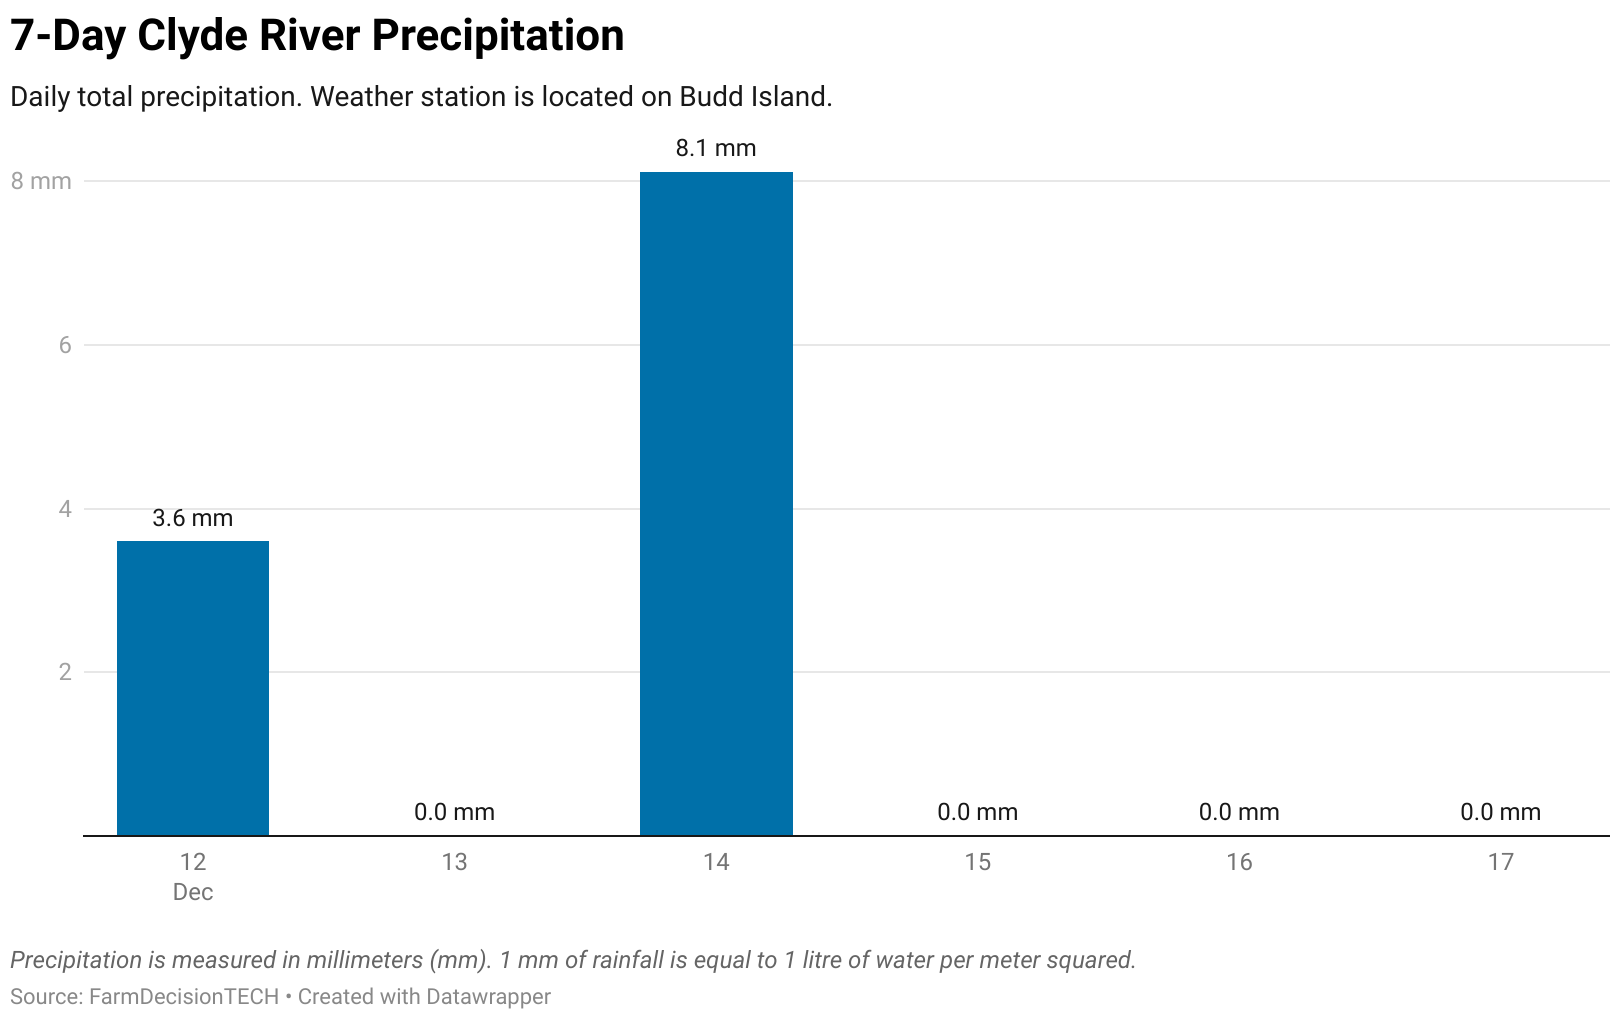 7-Day Clyde River Precipitation
Daily total precipitation. Weather station is located on Budd Island.
8.1 mm
8 mm
6
4
3.6 mm
2
0.0 mm
0.0 mm
0.0 mm
0.0 mm
12
13
14
15
16
17
Dec
Precipitation is measured in millimeters (mm). 1 mm of rainfall is equal to 1 litre of water per meter squared.
Source: FarmDecisionTECH • Created with Datawrapper